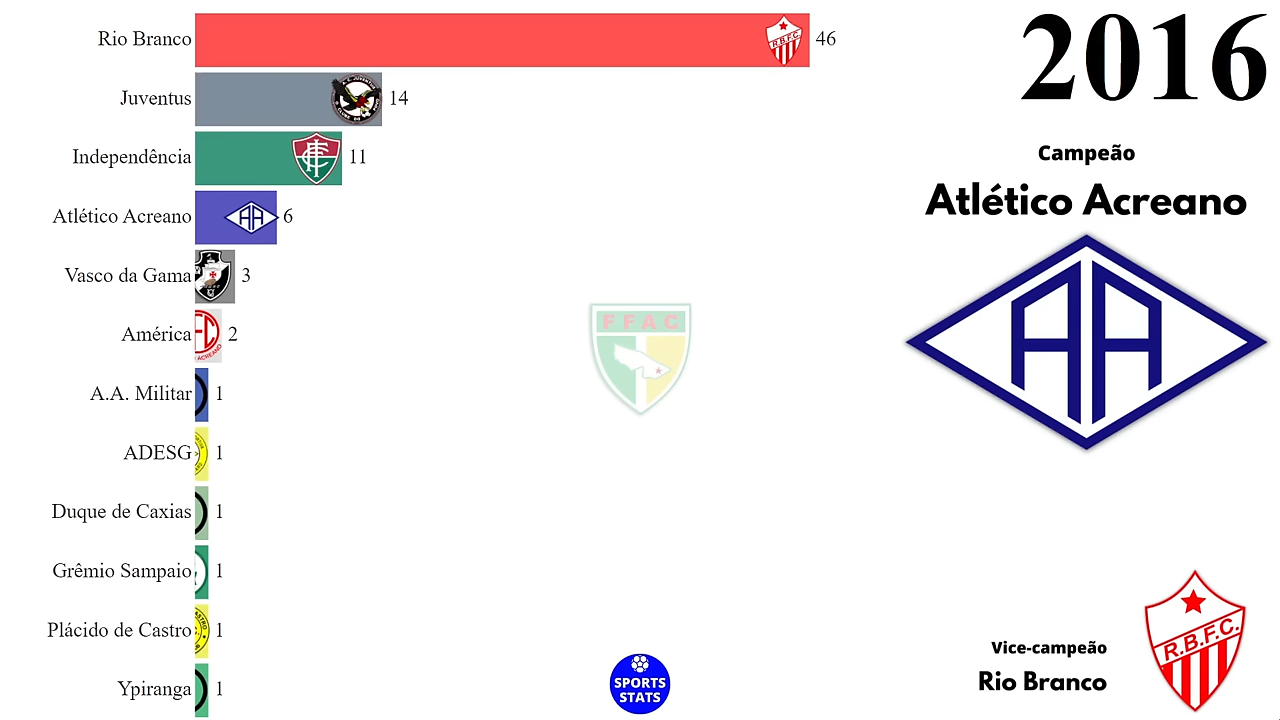 2016
Campeão
Atlético Acreano
Rio Branco 46
Juventus 14
Independência 11
Atlético Acreano 6
Vasco da Gama 3
América 2
A.A. Militar 1
ADESG 1
Duque de Caxias 1
Grêmio Sampaio 1
Plácido de Castro 1
Ypiranga 1
FFAC
AA
R.B.F.C.
Vice-campeão
Rio Branco
SPORTS
STATS